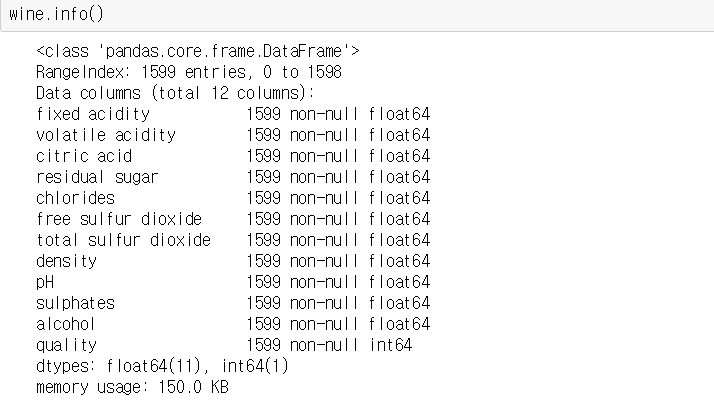 wine.info()
<class 'pandas.core.frame.DataFrame'>
RangeIndex: 1599 entries, 0 to 1598
Data columns (total 12 columns):
fixed acidity           1599 non-null float64
volatile acidity        1599 non-null float64
citric acid             1599 non-null float64
residual sugar          1599 non-null float64
chlorides               1599 non-null float64
free sulfur dioxide     1599 non-null float64
total sulfur dioxide    1599 non-null float64
density                 1599 non-null float64
pH                      1599 non-null float64
sulphates               1599 non-null float64
alcohol                 1599 non-null float64
quality                 1599 non-null int64
dtypes: float64(11), int64(1)
memory usage: 150.0 KB